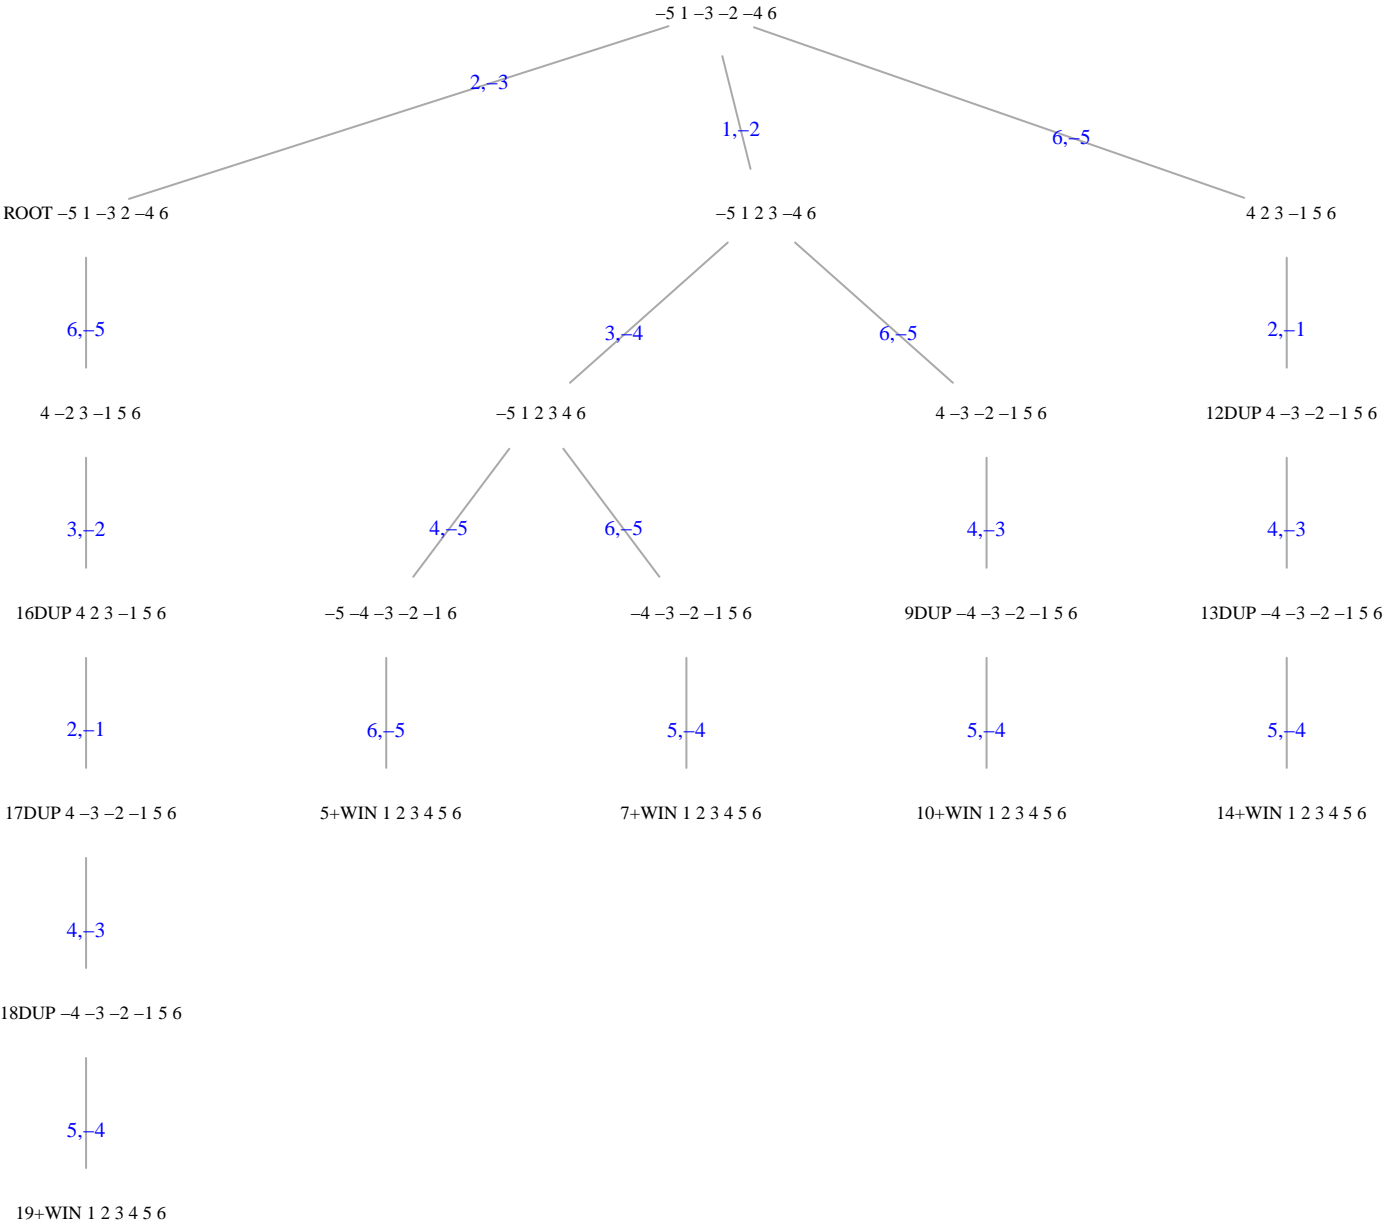 –5 1 –3 –2 –4 6
2,–3
1,–2
6,–5
ROOT –5 1 –3 2 –4 6
–5 1 2 3 –4 6
4 2 3 –1 5 6
6,–5
3,–4
6,–5
2,–1
4 –2 3 –1 5 6
–5 1 2 3 4 6
4 –3 –2 –1 5 6
12DUP 4 –3 –2 –1 5 6
3,–2
4,–5
6,–5
4,–3
4,–3
16DUP 4 2 3 –1 5 6
–5 –4 –3 –2 –1 6
–4 –3 –2 –1 5 6
9DUP –4 –3 –2 –1 5 6
13DUP –4 –3 –2 –1 5 6
2,–1
6,–5
5,–4
5,–4
5,–4
17DUP 4 –3 –2 –1 5 6
5+WIN 1 2 3 4 5 6
7+WIN 1 2 3 4 5 6
10+WIN 1 2 3 4 5 6
14+WIN 1 2 3 4 5 6
4,–3
18DUP –4 –3 –2 –1 5 6
5,–4
19+WIN 1 2 3 4 5 6